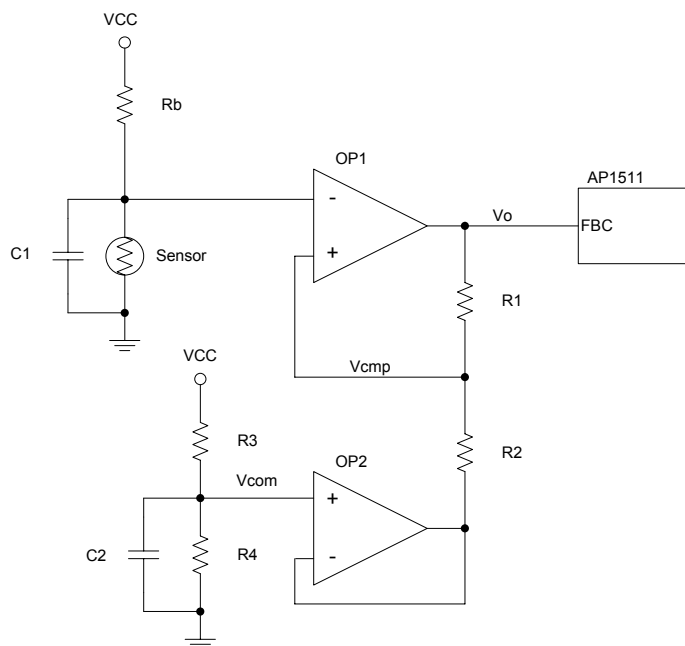 VCC
Rb
OP1
AP1511
-
Vo
FBC
C1
Sensor
+
R1
VCC
Vcmp
R3
R2
OP2
Vcom
+
C2
R4
-